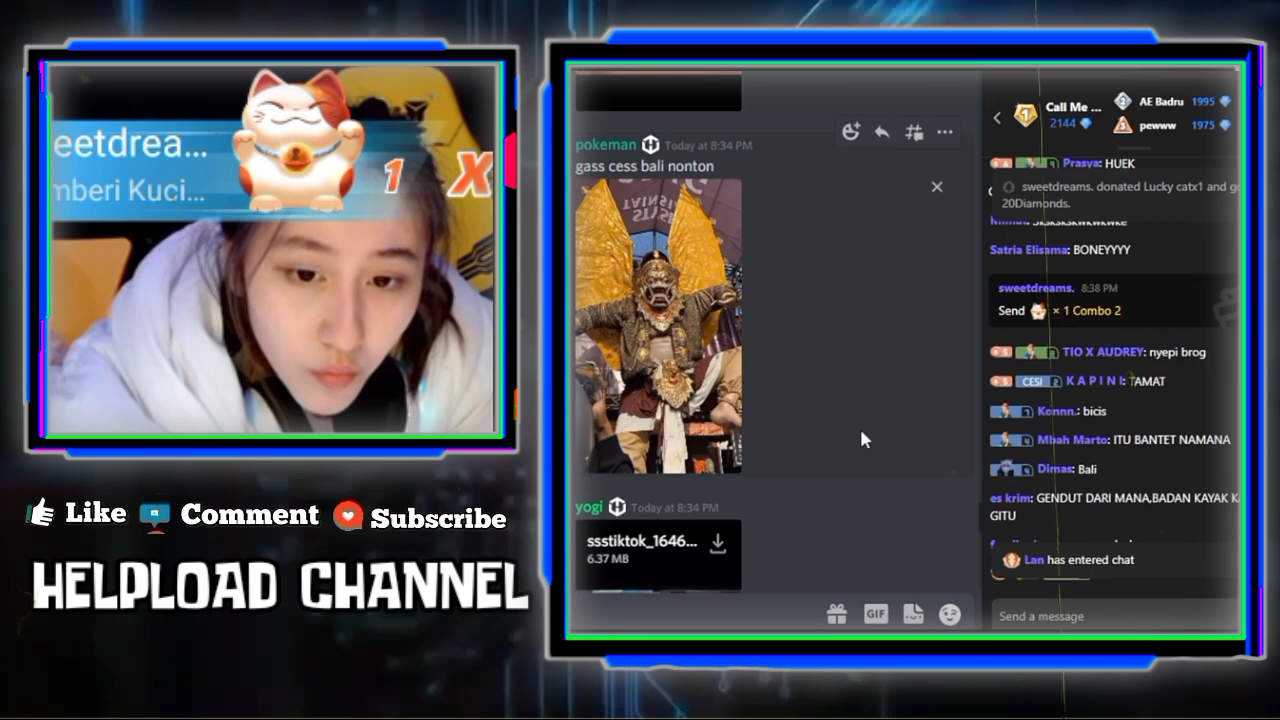 eetdrea...
mberi Kuci...
1 X
Like
Comment
Subscribe
HELPLOAD CHANNEL
pokeman Today at 8:34 PM
gass cess bali nonton
yogi Today at 8:34 PM
ssstiktok_1646...
6.37 MB
GIF
1 Call Me ...
2144
2 AE Badru 1995
3 pewww 1975
Prasya: HUEK
sweetdreams. donated Lucky catx1 and g
20Diamonds.
Satria Elisama: BONEYYYY
sweetdreams. 8:38 PM
Send × 1 Combo 2
TIO X AUDREY: nyepi brog
CESI 2 K A P I N I: TAMAT
Konnn.: bicis
Mbah Marto: ITU BANTET NAMANA
Dimas: Bali
es krim: GENDUT DARI MANA,BADAN KAYAK K
GITU
Lan has entered chat
Send a message